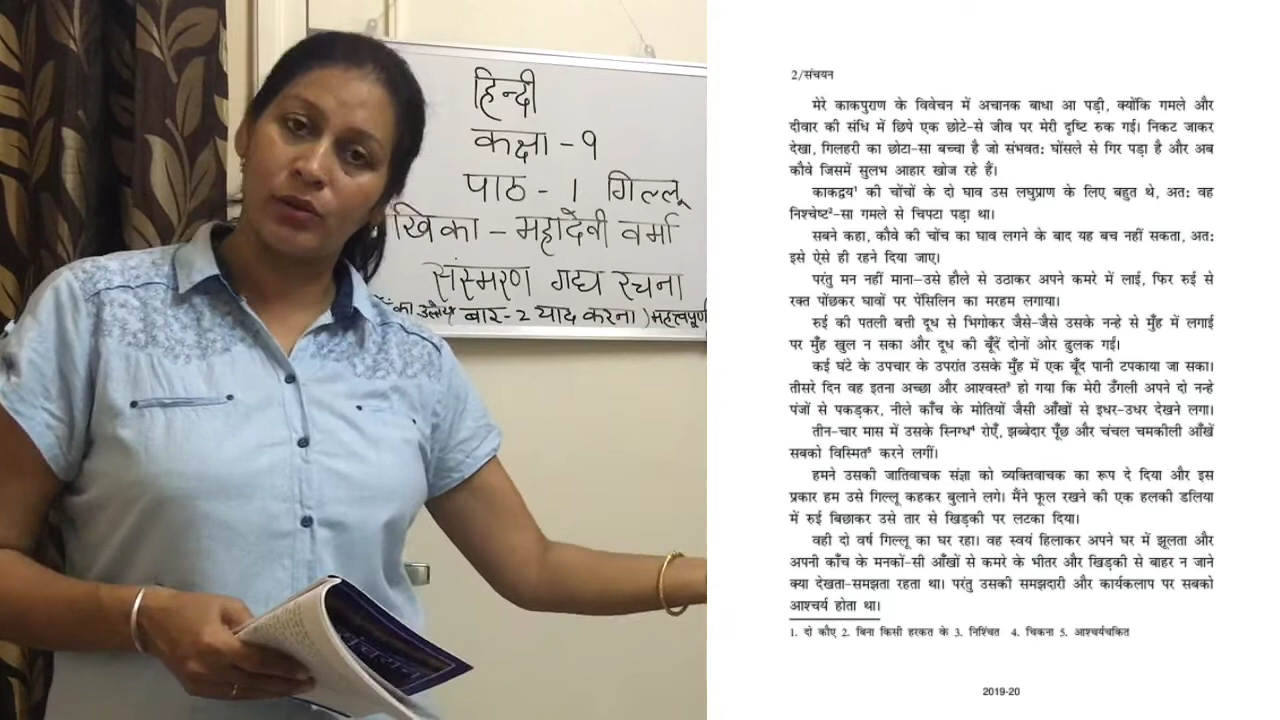 हिन्दी
कक्षा - ९
पाठ - 1 गिल्लू
खिका - महादेवी वर्मा
संस्मरण गद्य रचना
बार-2 याद करना) महत्त्वपूर्ण
संचयन
2/संचयन
मेरे काकपुराण के विवेचन में अचानक बाधा आ पड़ी, क्योंकि गमले और
दीवार की संधि में छिपे एक छोटे-से जीव पर मेरी दृष्टि रुक गई। निकट जाकर
देखा, गिलहरी का छोटा-सा बच्चा है जो संभवतः घोंसले से गिर पड़ा है और अब
कौवे जिसमें सुलभ आहार खोज रहे हैं।
काकद्वय¹ की चोंचों के दो घाव उस लघुप्राण के लिए बहुत थे, अतः वह
निश्चेष्ट²-सा गमले से चिपटा पड़ा था।
सबने कहा, कौवे की चोंच का घाव लगने के बाद यह बच नहीं सकता, अतः
इसे ऐसे ही रहने दिया जाए।
परंतु मन नहीं माना—उसे हौले से उठाकर अपने कमरे में लाई, फिर रुई से
रक्त पोंछकर घावों पर पेंसिलिन का मरहम लगाया।
रुई की पतली बत्ती दूध से भिगोकर जैसे-जैसे उसके नन्हे से मुँह में लगाई
पर मुँह खुल न सका और दूध की बूँदें दोनों ओर ढुलक गईं।
कई घंटे के उपचार के उपरांत उसके मुँह में एक बूँद पानी टपकाया जा सका।
तीसरे दिन वह इतना अच्छा और आश्वस्त³ हो गया कि मेरी उँगली अपने दो नन्हे
पंजों से पकड़कर, नीले काँच के मोतियों जैसी आँखों से इधर-उधर देखने लगा।
तीन-चार मास में उसके स्निग्ध⁴ रोएँ, झब्बेदार पूँछ और चंचल चमकीली आँखें
सबको विस्मित⁵ करने लगीं।
हमने उसकी जातिवाचक संज्ञा को व्यक्तिवाचक का रूप दे दिया और इस
प्रकार हम उसे गिल्लू कहकर बुलाने लगे। मैंने फूल रखने की एक हलकी डलिया
में रुई बिछाकर उसे तार से खिड़की पर लटका दिया।
वही दो वर्ष गिल्लू का घर रहा। वह स्वयं हिलाकर अपने घर में झूलता और
अपनी काँच के मनकों-सी आँखों से कमरे के भीतर और खिड़की से बाहर न जाने
क्या देखता-समझता रहता था। परंतु उसकी समझदारी और कार्यकलाप पर सबको
आश्चर्य होता था।
1. दो कौए 2. बिना किसी हरकत के 3. निश्चिंत 4. चिकना 5. आश्चर्यचकित
2019-20